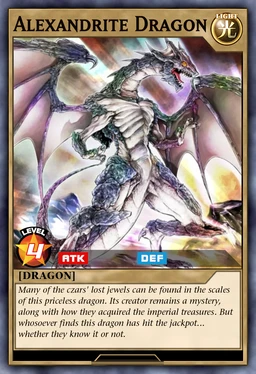 ALEXANDRITE DRAGON
LIGHT
光
LEVEL
4
ATK DEF
[DRAGON]
Many of the czars' lost jewels can be found in the scales
of this priceless dragon. Its creator remains a mystery,
along with how they acquired the imperial treasures. But
whosoever finds this dragon has hit the jackpot...
whether they know it or not.